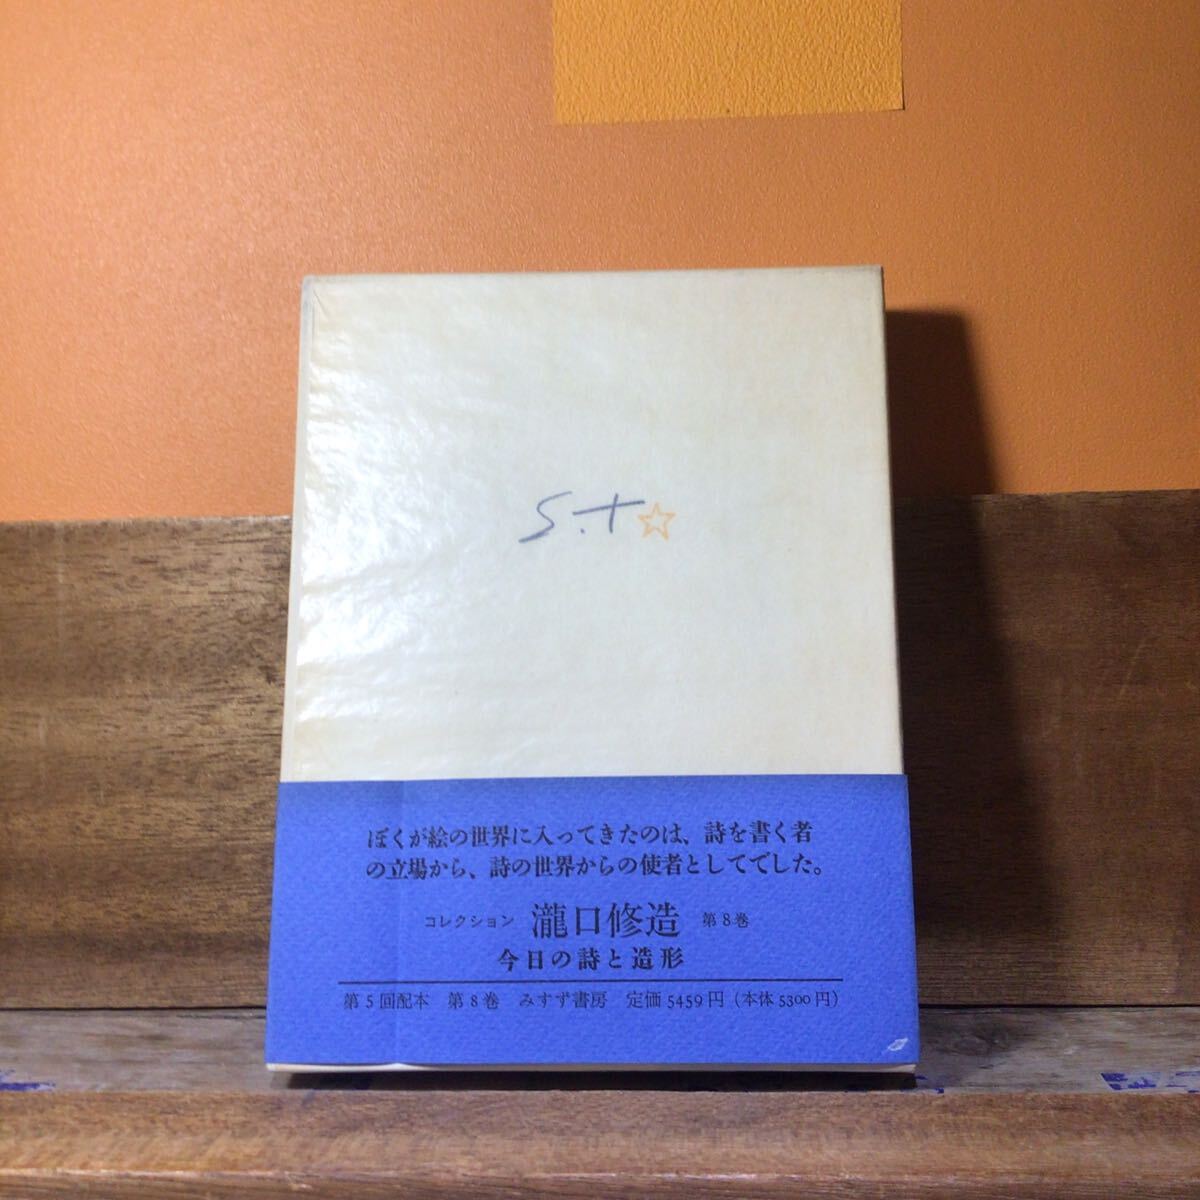 S.t☆
ぼくが絵の世界に入ってきたのは、詩を書く者
の立場から、詩の世界からの使者としてでした。
コレクション 瀧口修造 第8巻
今日の詩と造形
第5回配本 第8巻 みすず書房 定価5459円(本体5300円)